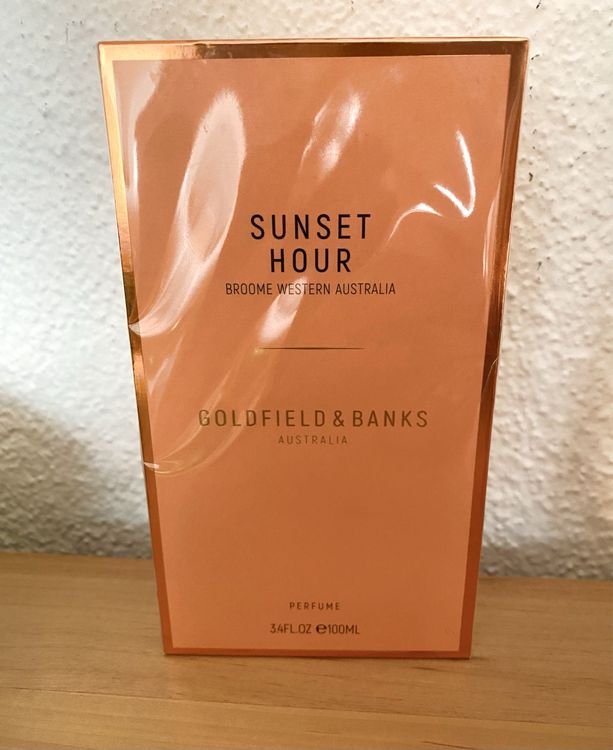 SUNSET
HOUR
BROOME WESTERN AUSTRALIA
GOLDFIELD & BANKS
AUSTRALIA
PERFUME
3.4FL.OZ ℮100ML